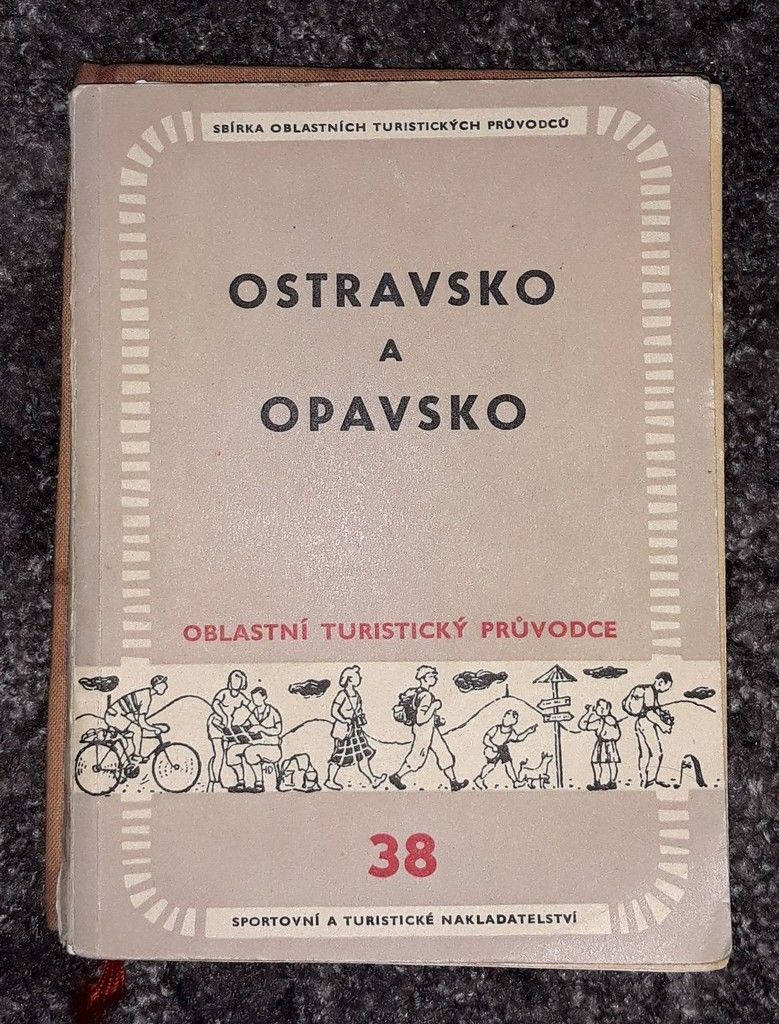 SBÍRKA OBLASTNÍCH TURISTICKÝCH PRŮVODCŮ
OSTRAVSKO
A
OPAVSKO
OBLASTNÍ TURISTICKÝ PRŮVODCE
38
SPORTOVNÍ A TURISTICKÉ NAKLADATELSTVÍ